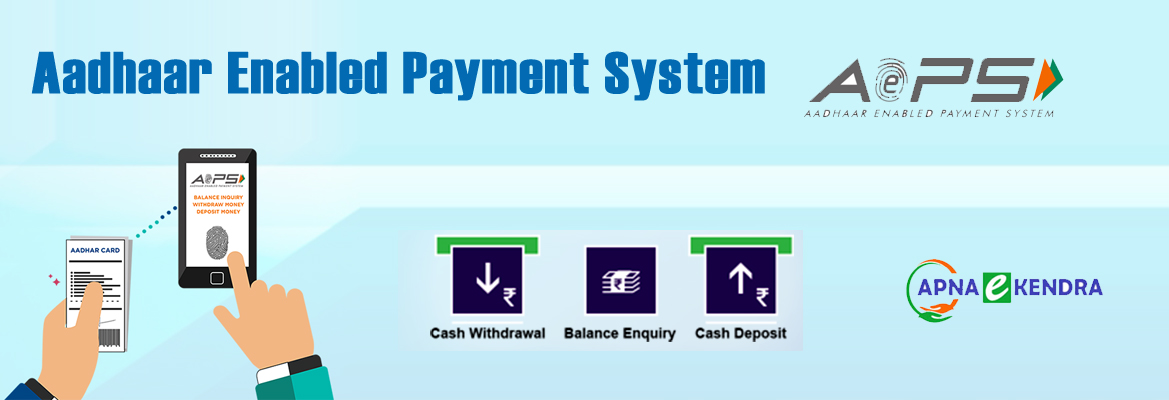 Aadhaar Enabled Payment System
AePS
AADHAAR ENABLED PAYMENT SYSTEM
AePS
AADHAAR ENABLED PAYMENT SYSTEM
BALANCE INQUIRY
WITHDRAW MONEY
DEPOSIT MONEY
AADHAR CARD
₹
₹
₹
Cash Withdrawal
Balance Enquiry
Cash Deposit
APNA e KENDRA